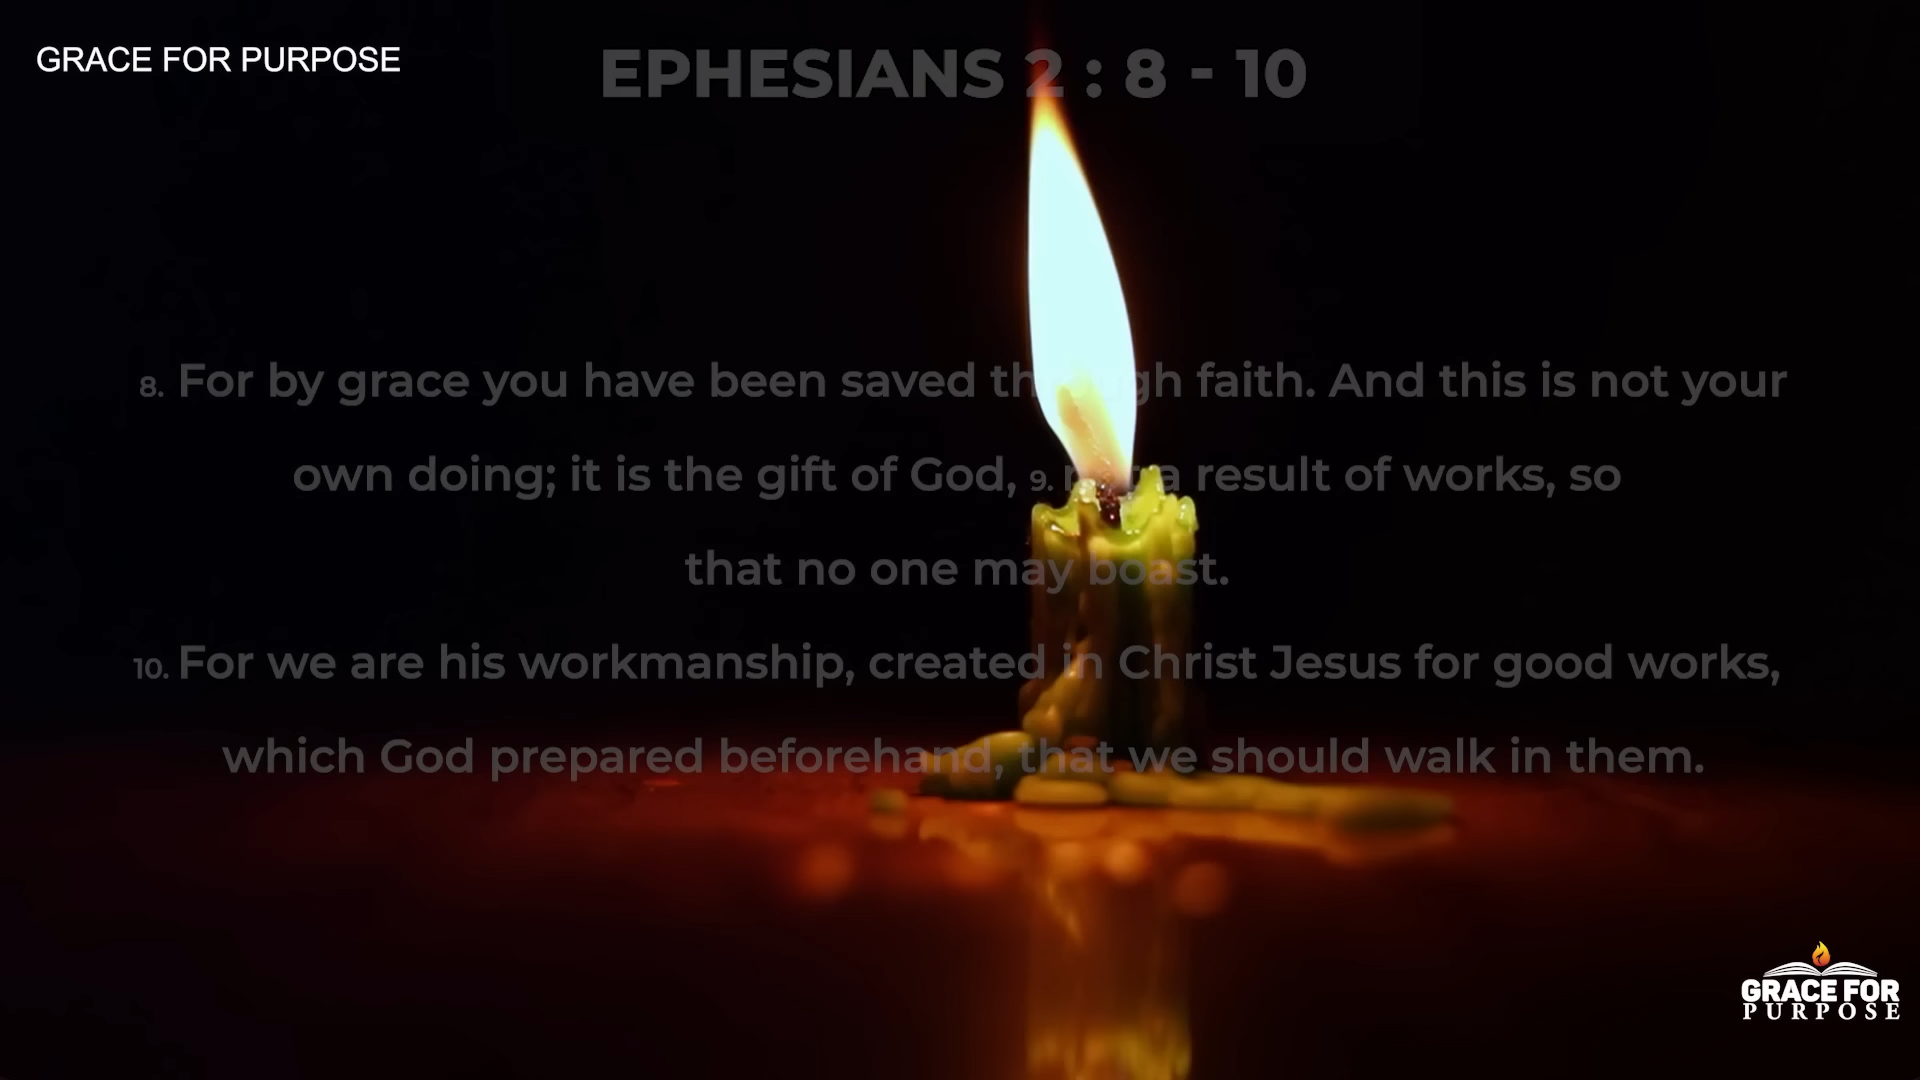 GRACE FOR PURPOSE
EPHESIANS 2 : 8 - 10
8. For by grace you have been saved through faith. And this is not your
own doing; it is the gift of God, 9. a result of works, so
that no one may boast.
10. For we are his workmanship, created in Christ Jesus for good works,
which God prepared beforehand, that we should walk in them.
GRACE FOR
PURPOSE